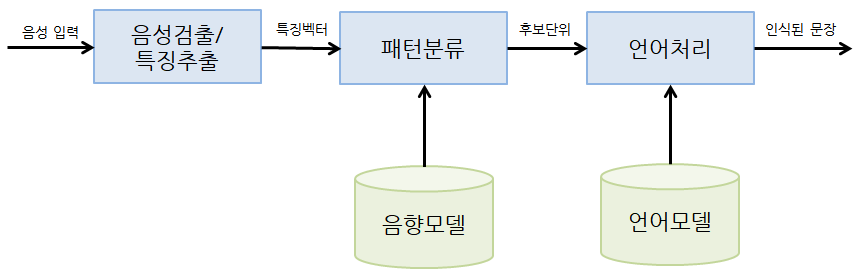 음성 입력
음성검출/
특징추출
특징벡터
패턴분류
후보단위
언어처리
인식된 문장
음향모델
언어모델